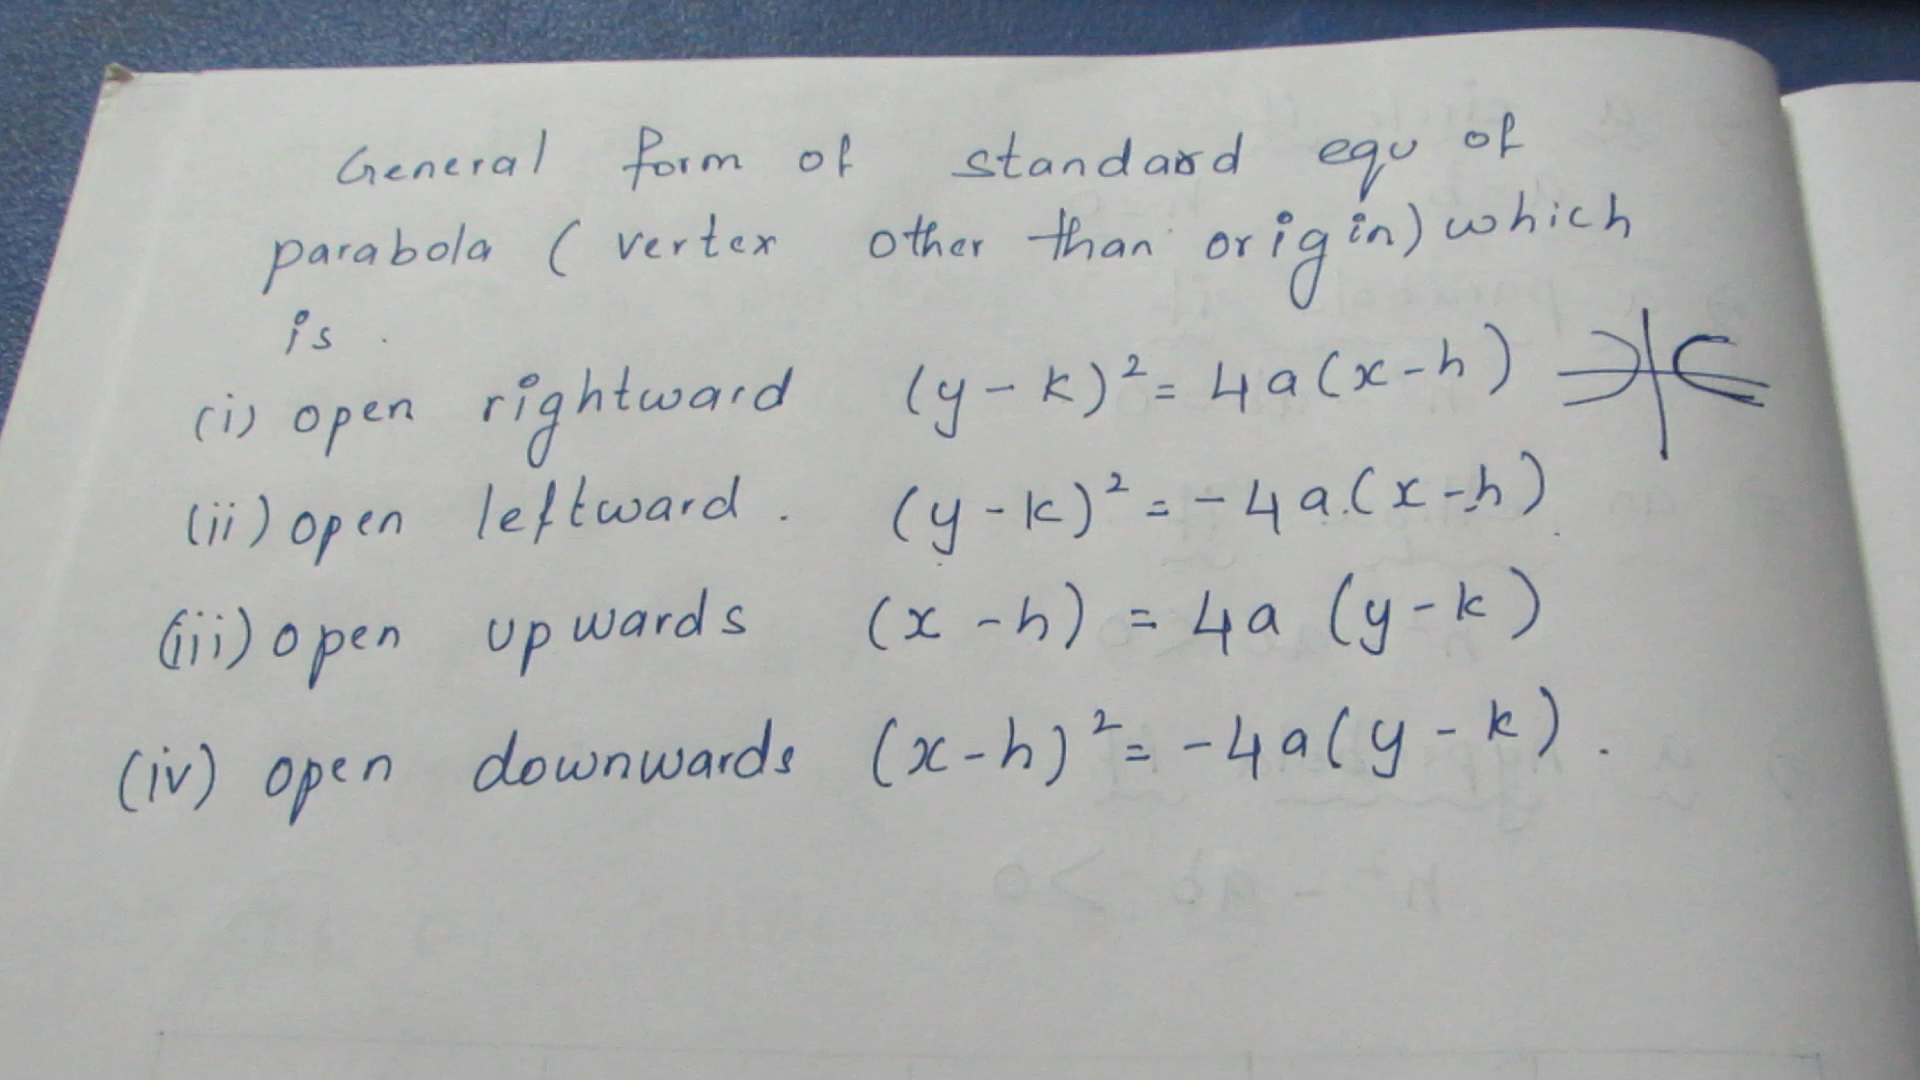 General form of standard equ of
parabola ( vertex other than origin) which
is.
(i) open rightward (y - k)² = 4a(x-h)
(ii) open leftward. (y-k)² = -4a.(x-h)
(iii) open upwards (x -h) = 4a (y-k)
(iv) open downwards (x-h)² = -4a(y-k).